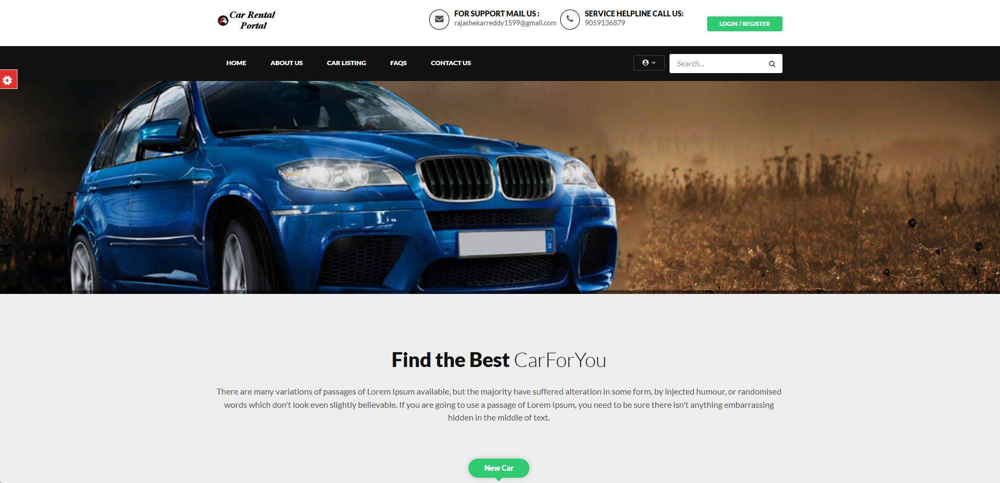 Car Rental
Portal
FOR SUPPORT MAIL US :
rajashekarreddy1599@gmail.com
SERVICE HELPLINE CALL US:
9059136879
LOGIN / REGISTER
HOME
ABOUT US
CAR LISTING
FAQS
CONTACT US
Search...
Find the Best CarForYou
There are many variations of passages of Lorem Ipsum available, but the majority have suffered alteration in some form, by injected humour, or randomised
words which don't look even slightly believable. If you are going to use a passage of Lorem Ipsum, you need to be sure there isn't anything embarrassing
hidden in the middle of text.
New Car